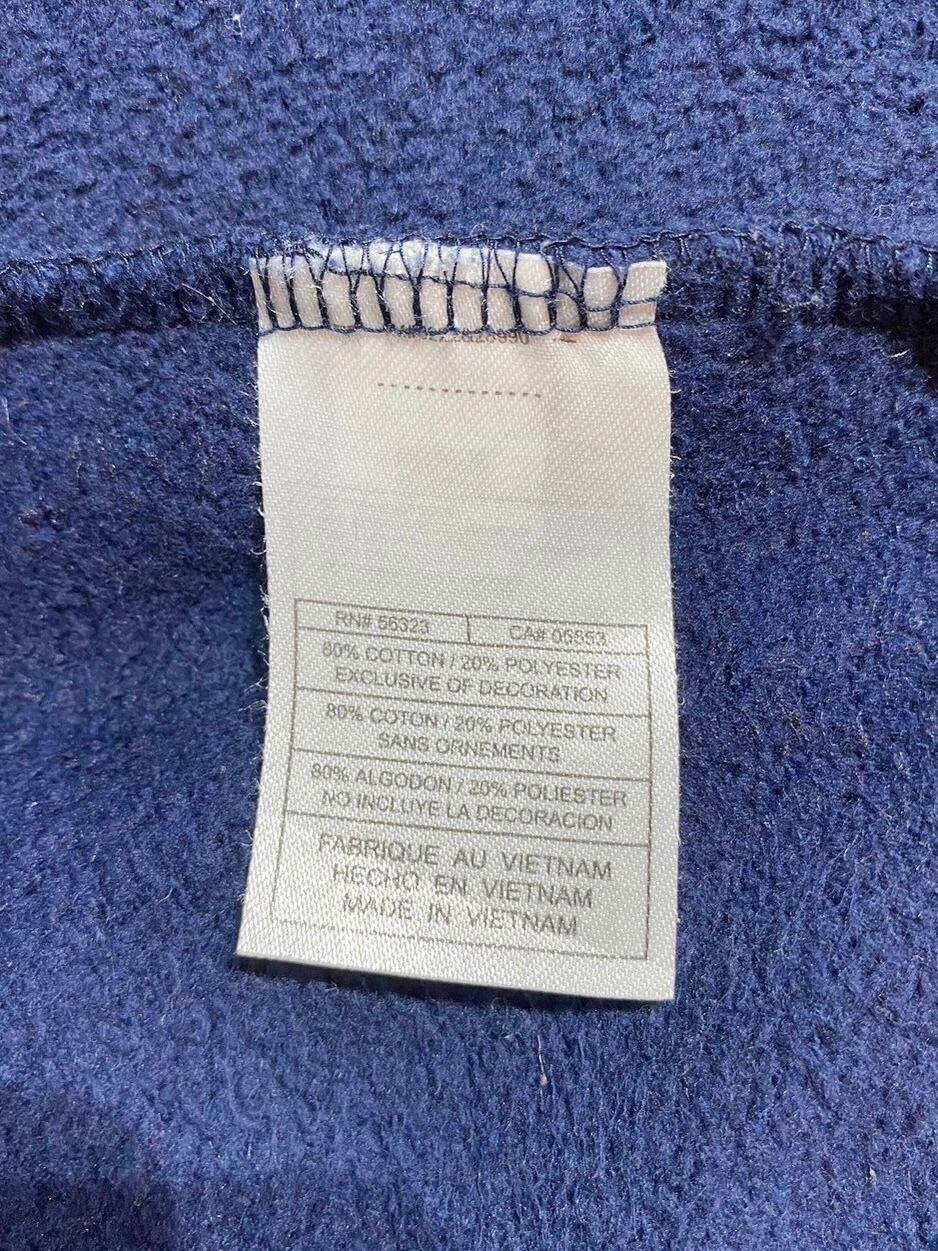 RN# 56323 CA# 05553
80% COTTON / 20% POLYESTER
EXCLUSIVE OF DECORATION
80% COTON / 20% POLYESTER
SANS ORNEMENTS
80% ALGODON / 20% POLIESTER
NO INCLUYE LA DECORACION
FABRIQUE AU VIETNAM
HECHO EN VIETNAM
MADE IN VIETNAM